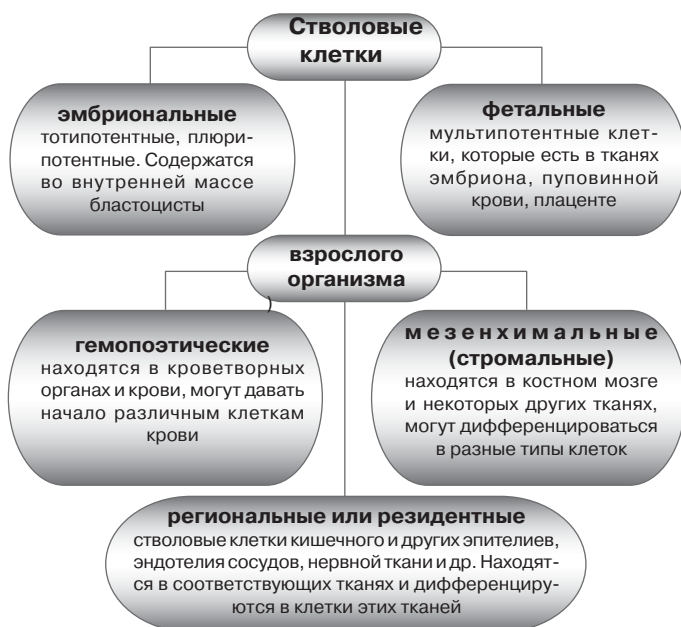 Стволовые
клетки
эмбриональные
тотипотентные, плюри-
потентные. Содержатся
во внутренней массе
бластоцисты
фетальные
мультипотентные клет-
ки, которые есть в тканях
эмбриона, пуповинной
крови, плаценте
взрослого
организма
)
гемопоэтические
находятся в кроветворных
органах и крови, могут давать
начало различным клеткам
крови
мезенхимальные
(стромальные)
находятся в костном мозге
и некоторых других тканях,
могут дифференцироваться
в разные типы клеток
региональные или резидентные
стволовые клетки кишечного и других эпителиев,
эндотелия сосудов, нервной ткани и др. Находят-
ся в соответствующих тканях и дифференциру-
ются в клетки этих тканей